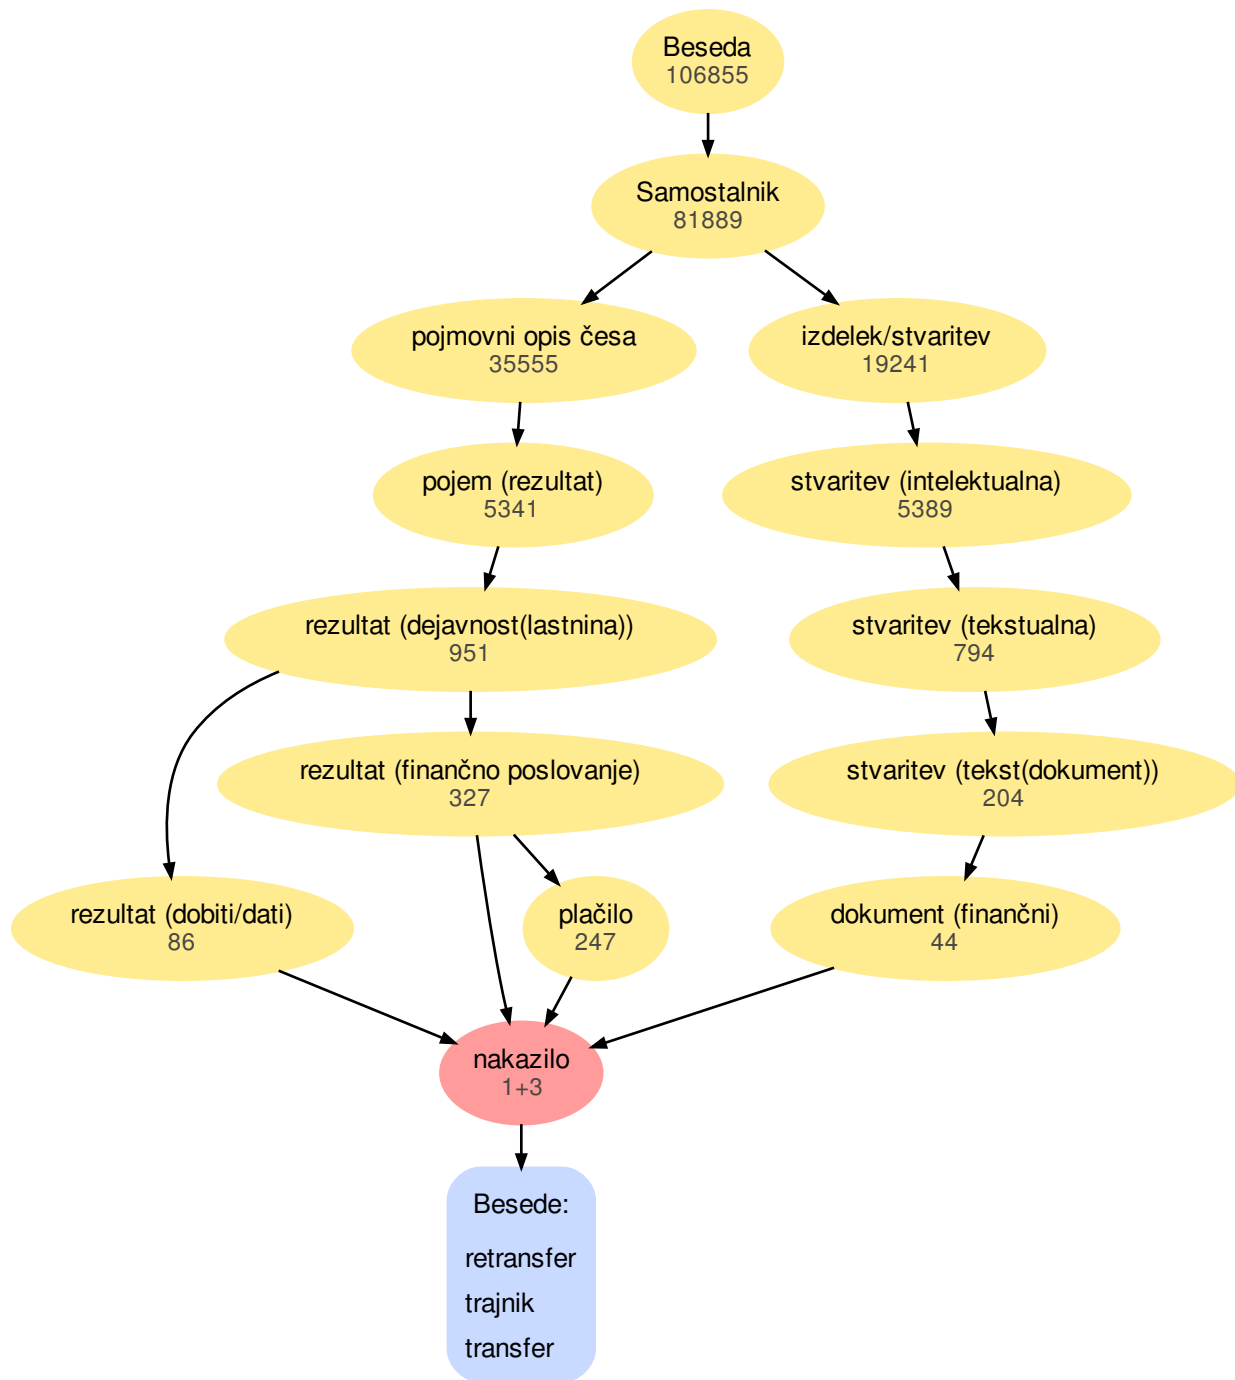 Beseda
106855
Samostalnik
81889
pojmovni opis česa
35555
izdelek/stvaritev
19241
pojem (rezultat)
5341
stvaritev (intelektualna)
5389
rezultat (dejavnost(lastnina))
951
stvaritev (tekstualna)
794
rezultat (finančno poslovanje)
327
stvaritev (tekst(dokument))
204
rezultat (dobiti/dati)
86
plačilo
247
dokument (finančni)
44
nakazilo
1+3
Besede:
retransfer
trajnik
transfer